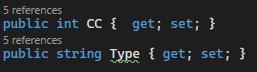 5 references
public int CC {  get; set; }
5 references
public string Type { get; set; }